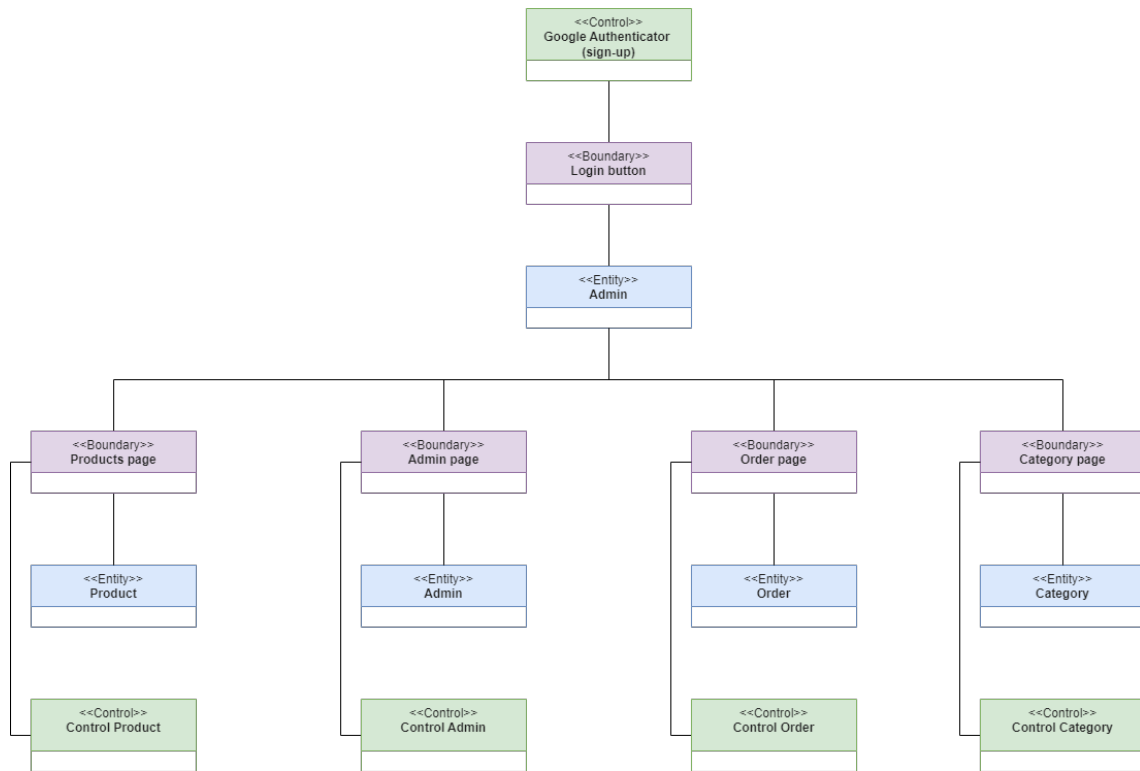 <<Control>>
Google Authenticator
(sign-up)
<<Boundary>>
Login button
<<Entity>>
Admin
<<Boundary>>
Products page
<<Boundary>>
Admin page
<<Boundary>>
Order page
<<Boundary>>
Category page
<<Entity>>
Product
<<Entity>>
Admin
<<Entity>>
Order
<<Entity>>
Category
<<Control>>
Control Product
<<Control>>
Control Admin
<<Control>>
Control Order
<<Control>>
Control Category